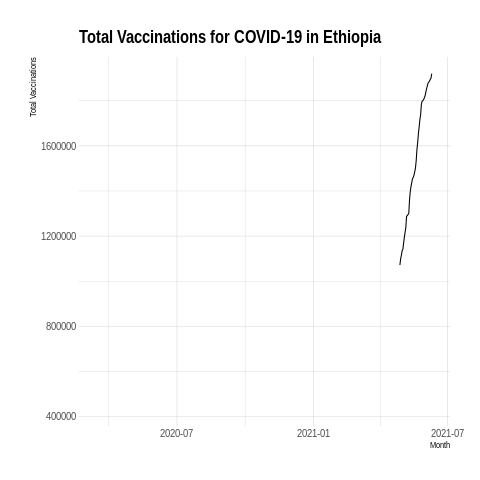 Total Vaccinations for COVID-19 in Ethiopia
Total Vaccinations
1600000
1200000
800000
400000
2020-07
2021-01
2021-07
Month